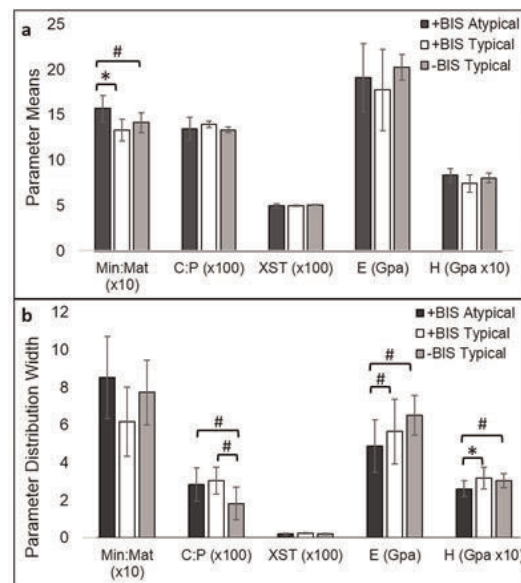 a
+BIS Atypical
+BIS Typical
-BIS Typical
Parameter Means
25
20
15
10
5
0
#
*
Min:Mat (x10)
C:P (x100)
XST (x100)
E (Gpa)
H (Gpa x10)
b
+BIS Atypical
+BIS Typical
-BIS Typical
Parameter Distribution Width
12
10
8
6
4
2
0
#
#
#
#
#
*
Min:Mat (x10)
C:P (x100)
XST (x100)
E (Gpa)
H (Gpa x10)